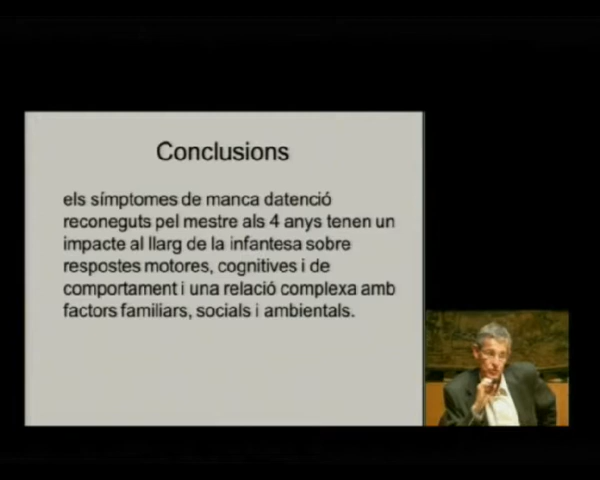 Conclusions
els símptomes de manca datenció
reconeguts pel mestre als 4 anys tenen un
impacte al llarg de la infantesa sobre
respostes motores, cognitives i de
comportament i una relació complexa amb
factors familiars, socials i ambientals.